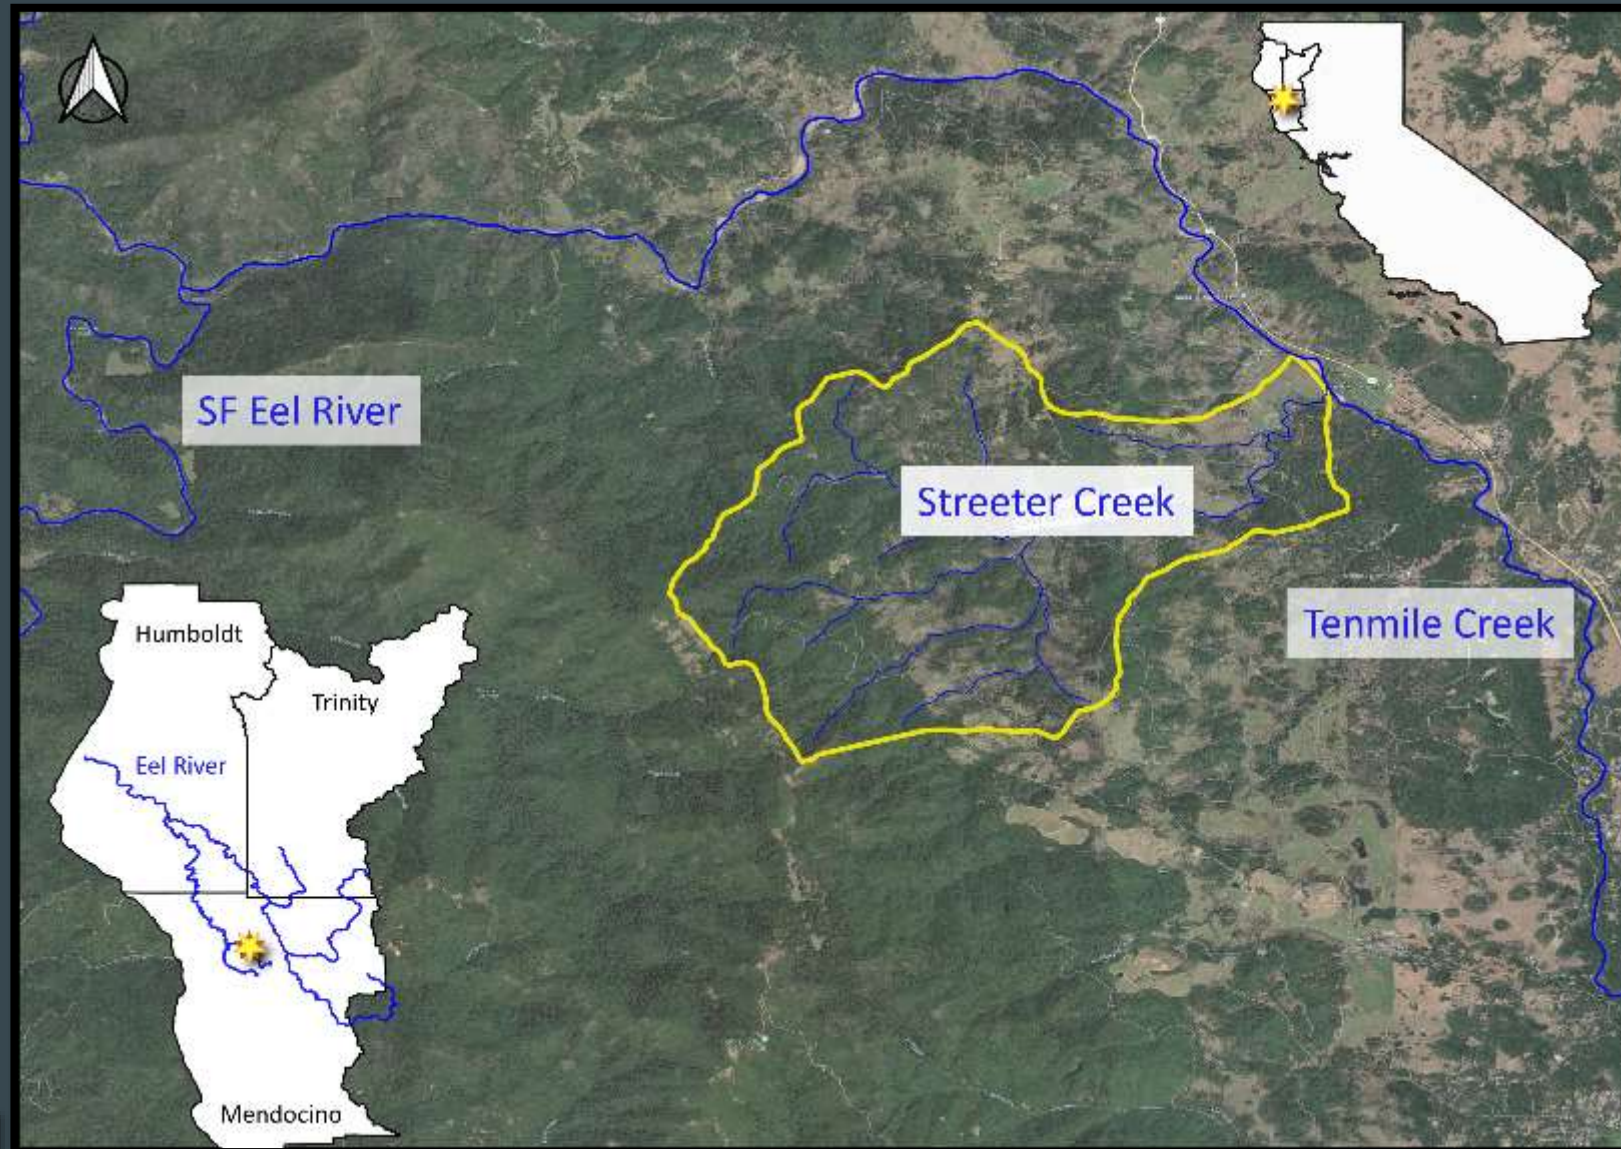 SF Eel River
Streeter Creek
Tenmile Creek
Humboldt
Trinity
Eel River
Mendocino